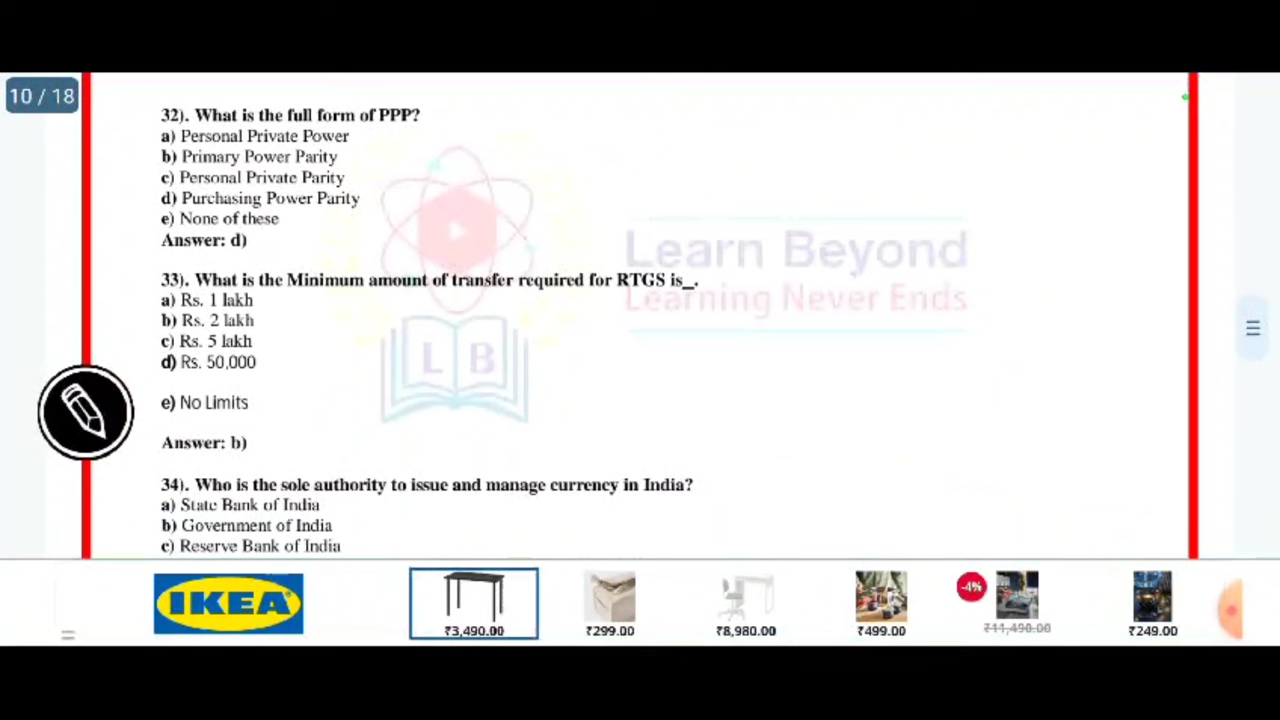 10 / 18
32). What is the full form of PPP?
a) Personal Private Power
b) Primary Power Parity
c) Personal Private Parity
d) Purchasing Power Parity
e) None of these
Answer: d)
33). What is the Minimum amount of transfer required for RTGS is_.
a) Rs. 1 lakh
b) Rs. 2 lakh
c) Rs. 5 lakh
d) Rs. 50,000
e) No Limits
Answer: b)
34). Who is the sole authority to issue and manage currency in India?
a) State Bank of India
b) Government of India
c) Reserve Bank of India
Learn Beyond
Learning Never Ends
L B
IKEA
₹3,490.00 ₹299.00 ₹8,980.00 ₹499.00 -4% ₹11,490.00 ₹249.00